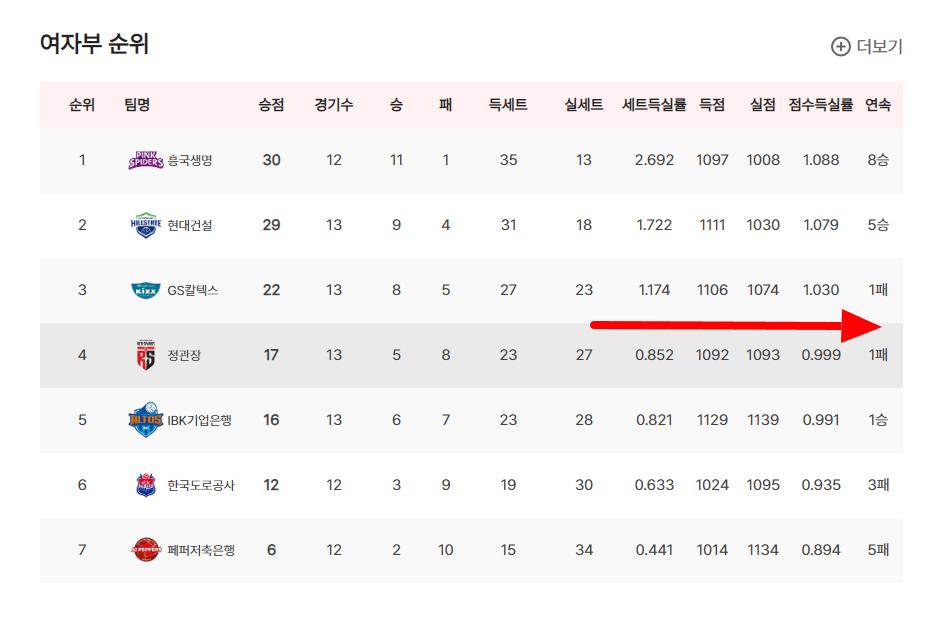 여자부 순위
더보기
순위 팀명 승점 경기수 승 패 득세트 실세트 세트득실률 득점 실점 점수득실률 연속
1 PINK SPIDERS 흥국생명 30 12 11 1 35 13 2.692 1097 1008 1.088 8승
2 HILLSTATE 현대건설 29 13 9 4 31 18 1.722 1111 1030 1.079 5승
3 KIXX GS칼텍스 22 13 8 5 27 23 1.174 1106 1074 1.030 1패
4 RS 정관장 17 13 5 8 23 27 0.852 1092 1093 0.999 1패
5 ALTOS IBK기업은행 16 13 6 7 23 28 0.821 1129 1139 0.991 1승
6 한국도로공사 12 12 3 9 19 30 0.633 1024 1095 0.935 3패
7 AI PEPPERS 페퍼저축은행 6 12 2 10 15 34 0.441 1014 1134 0.894 5패